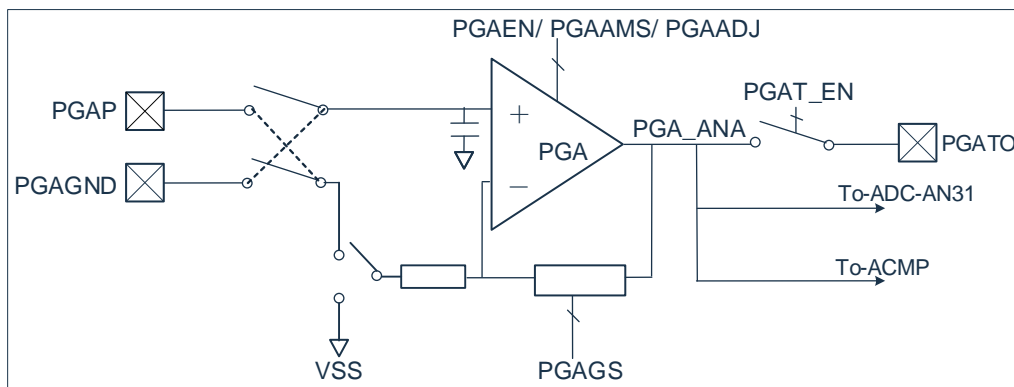 PGAEN/ PGAAMS/ PGAADJ
PGAP
PGAGND
+
−
PGA
PGA_ANA
PGAT_EN
PGATO
To-ADC-AN31
To-ACMP
VSS
PGAGS